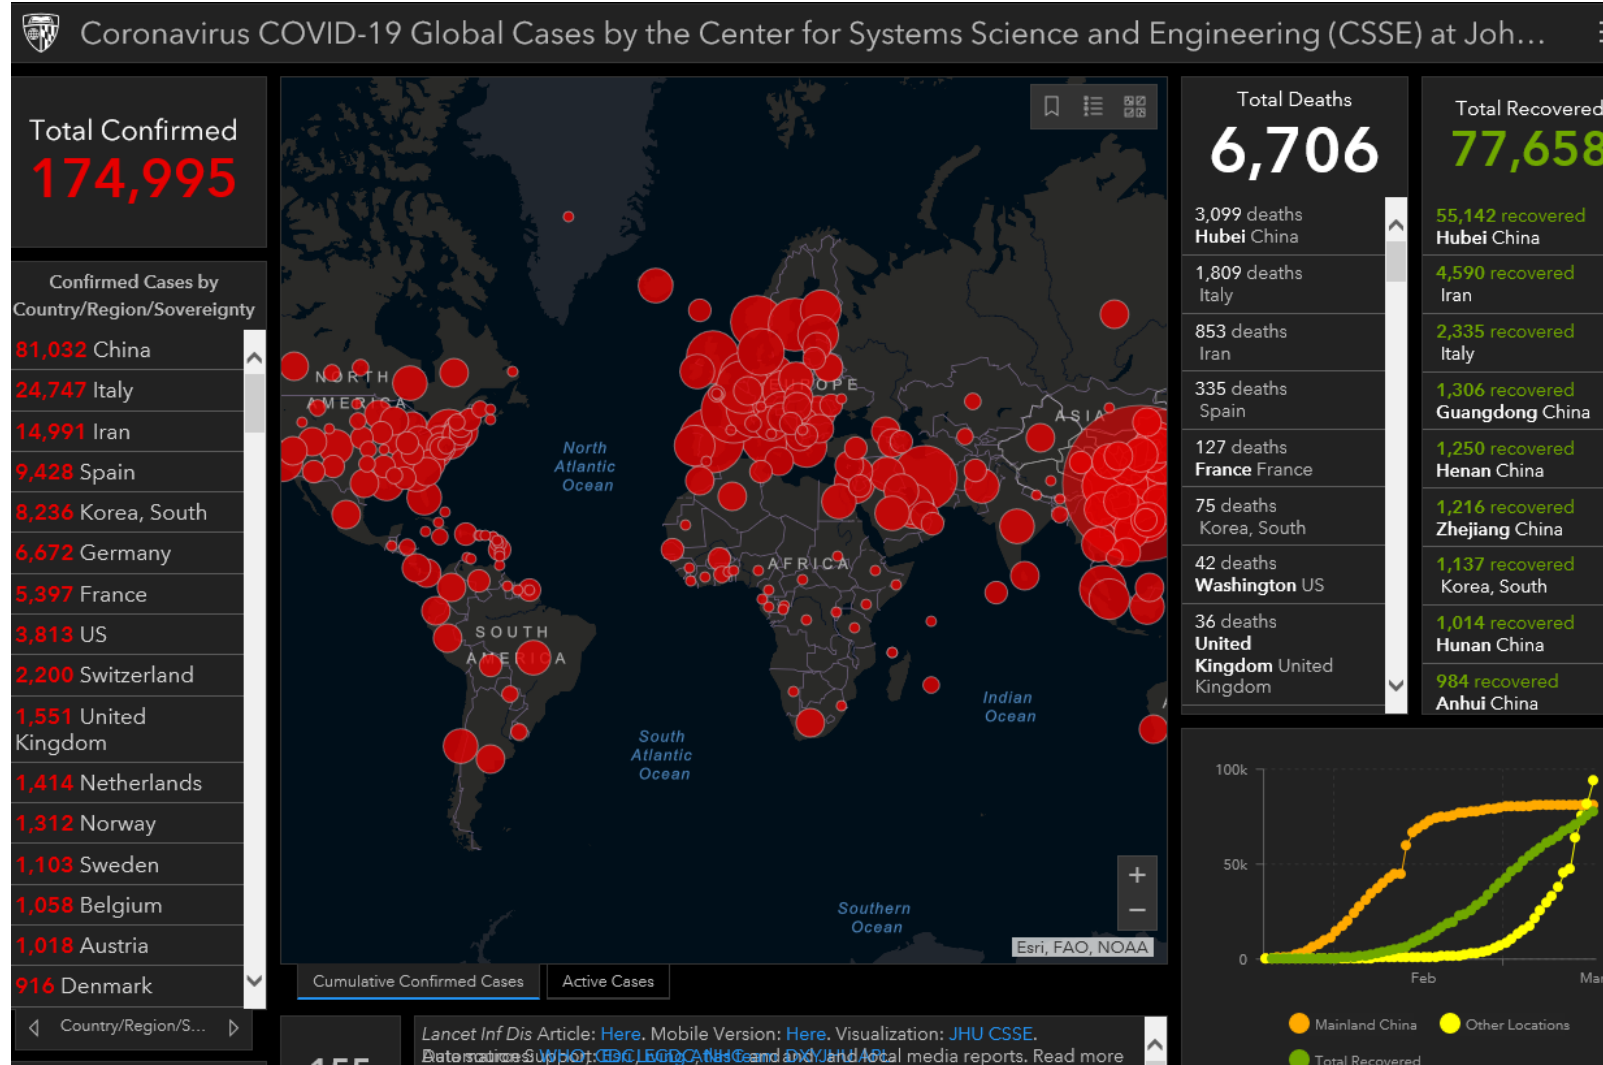 Coronavirus COVID-19 Global Cases by the Center for Systems Science and Engineering (CSSE) at Joh...
Total Confirmed
174,995
Confirmed Cases by
Country/Region/Sovereignty
81,032 China
24,747 Italy
14,991 Iran
9,428 Spain
8,236 Korea, South
6,672 Germany
5,397 France
3,813 US
2,200 Switzerland
1,551 United
Kingdom
1,414 Netherlands
1,312 Norway
1,103 Sweden
1,058 Belgium
1,018 Austria
916 Denmark
Country/Region/S...
NORTH
AMERICA
EUROPE
ASIA
North
Atlantic
Ocean
AFRICA
SOUTH
AMERICA
Indian
Ocean
South
Atlantic
Ocean
Southern
Ocean
Esri, FAO, NOAA
Cumulative Confirmed Cases
Active Cases
Lancet Inf Dis Article: Here. Mobile Version: Here. Visualization: JHU CSSE.
and local media reports. Read more
Total Deaths
6,706
3,099 deaths
Hubei China
1,809 deaths
Italy
853 deaths
Iran
335 deaths
Spain
127 deaths
France France
75 deaths
Korea, South
42 deaths
Washington US
36 deaths
United
Kingdom United
Kingdom
Total Recovered
77,658
55,142 recovered
Hubei China
4,590 recovered
Iran
2,335 recovered
Italy
1,306 recovered
Guangdong China
1,250 recovered
Henan China
1,216 recovered
Zhejiang China
1,137 recovered
Korea, South
1,014 recovered
Hunan China
984 recovered
Anhui China
100k
50k
0
Feb
Mar
Mainland China
Other Locations
Total Recovered